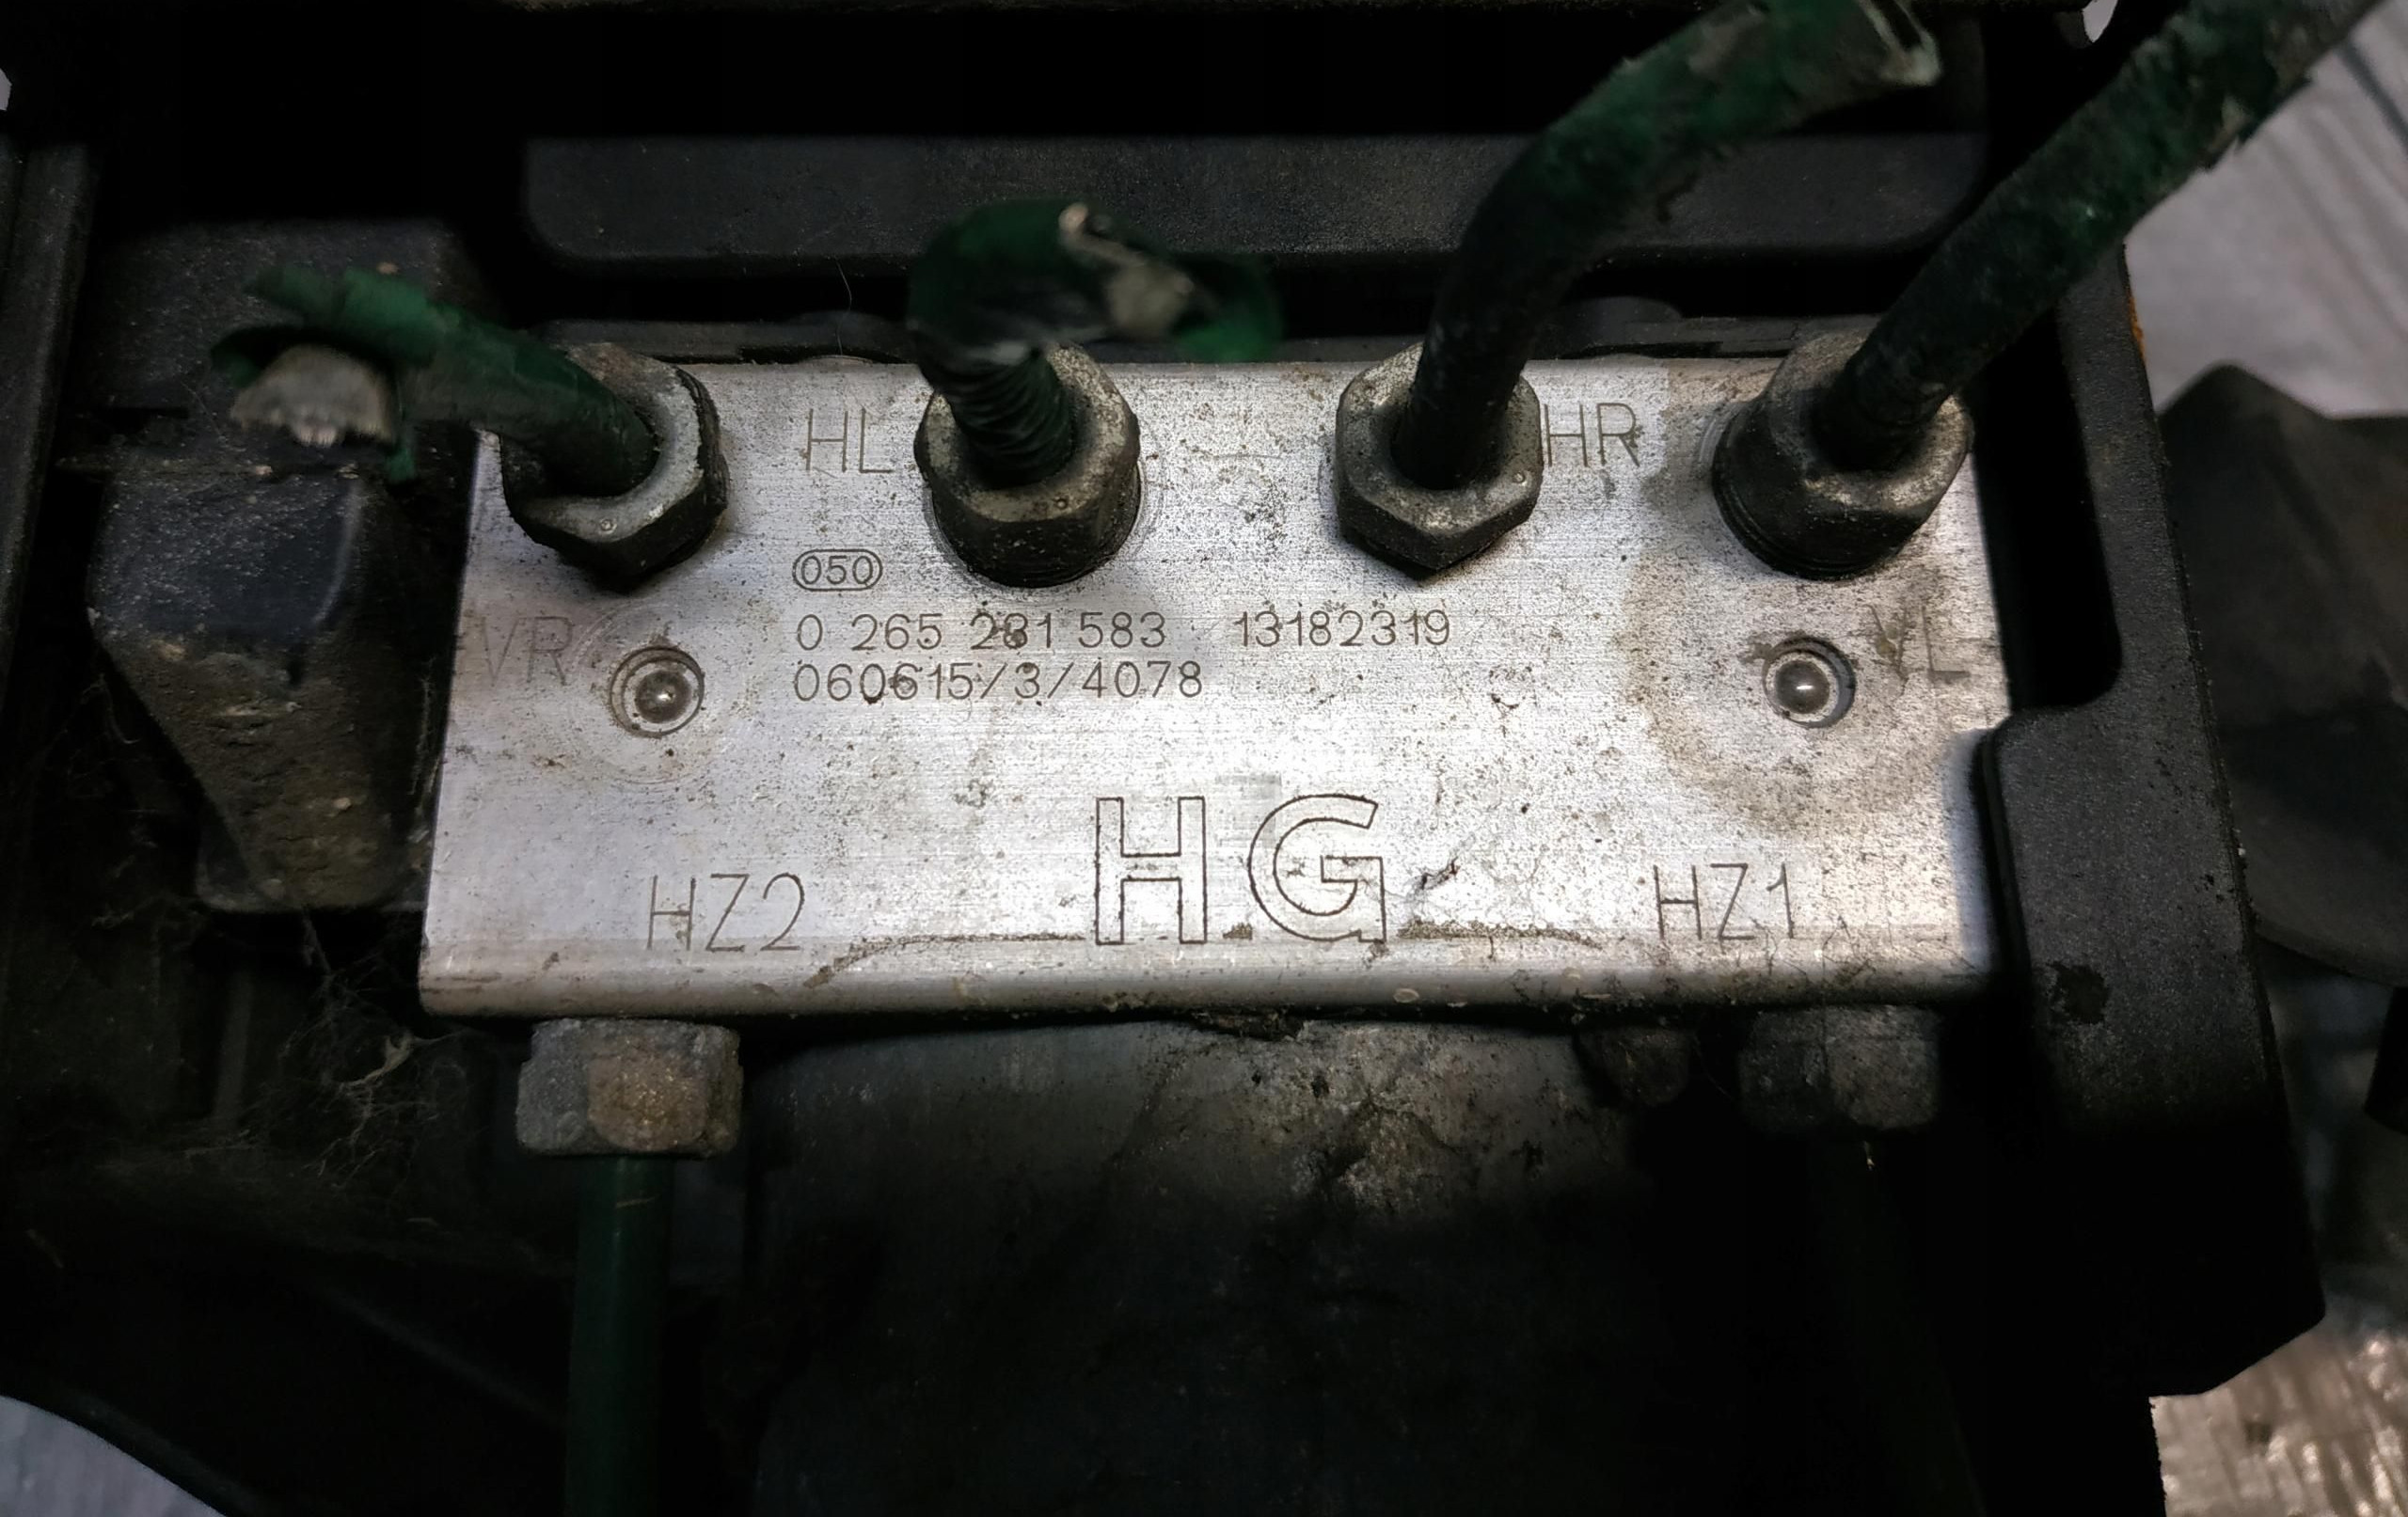 HL
HR
050
0 265 231 583 13182319
060615/3/4078
VR
VL
HG
HZ2
HZ1